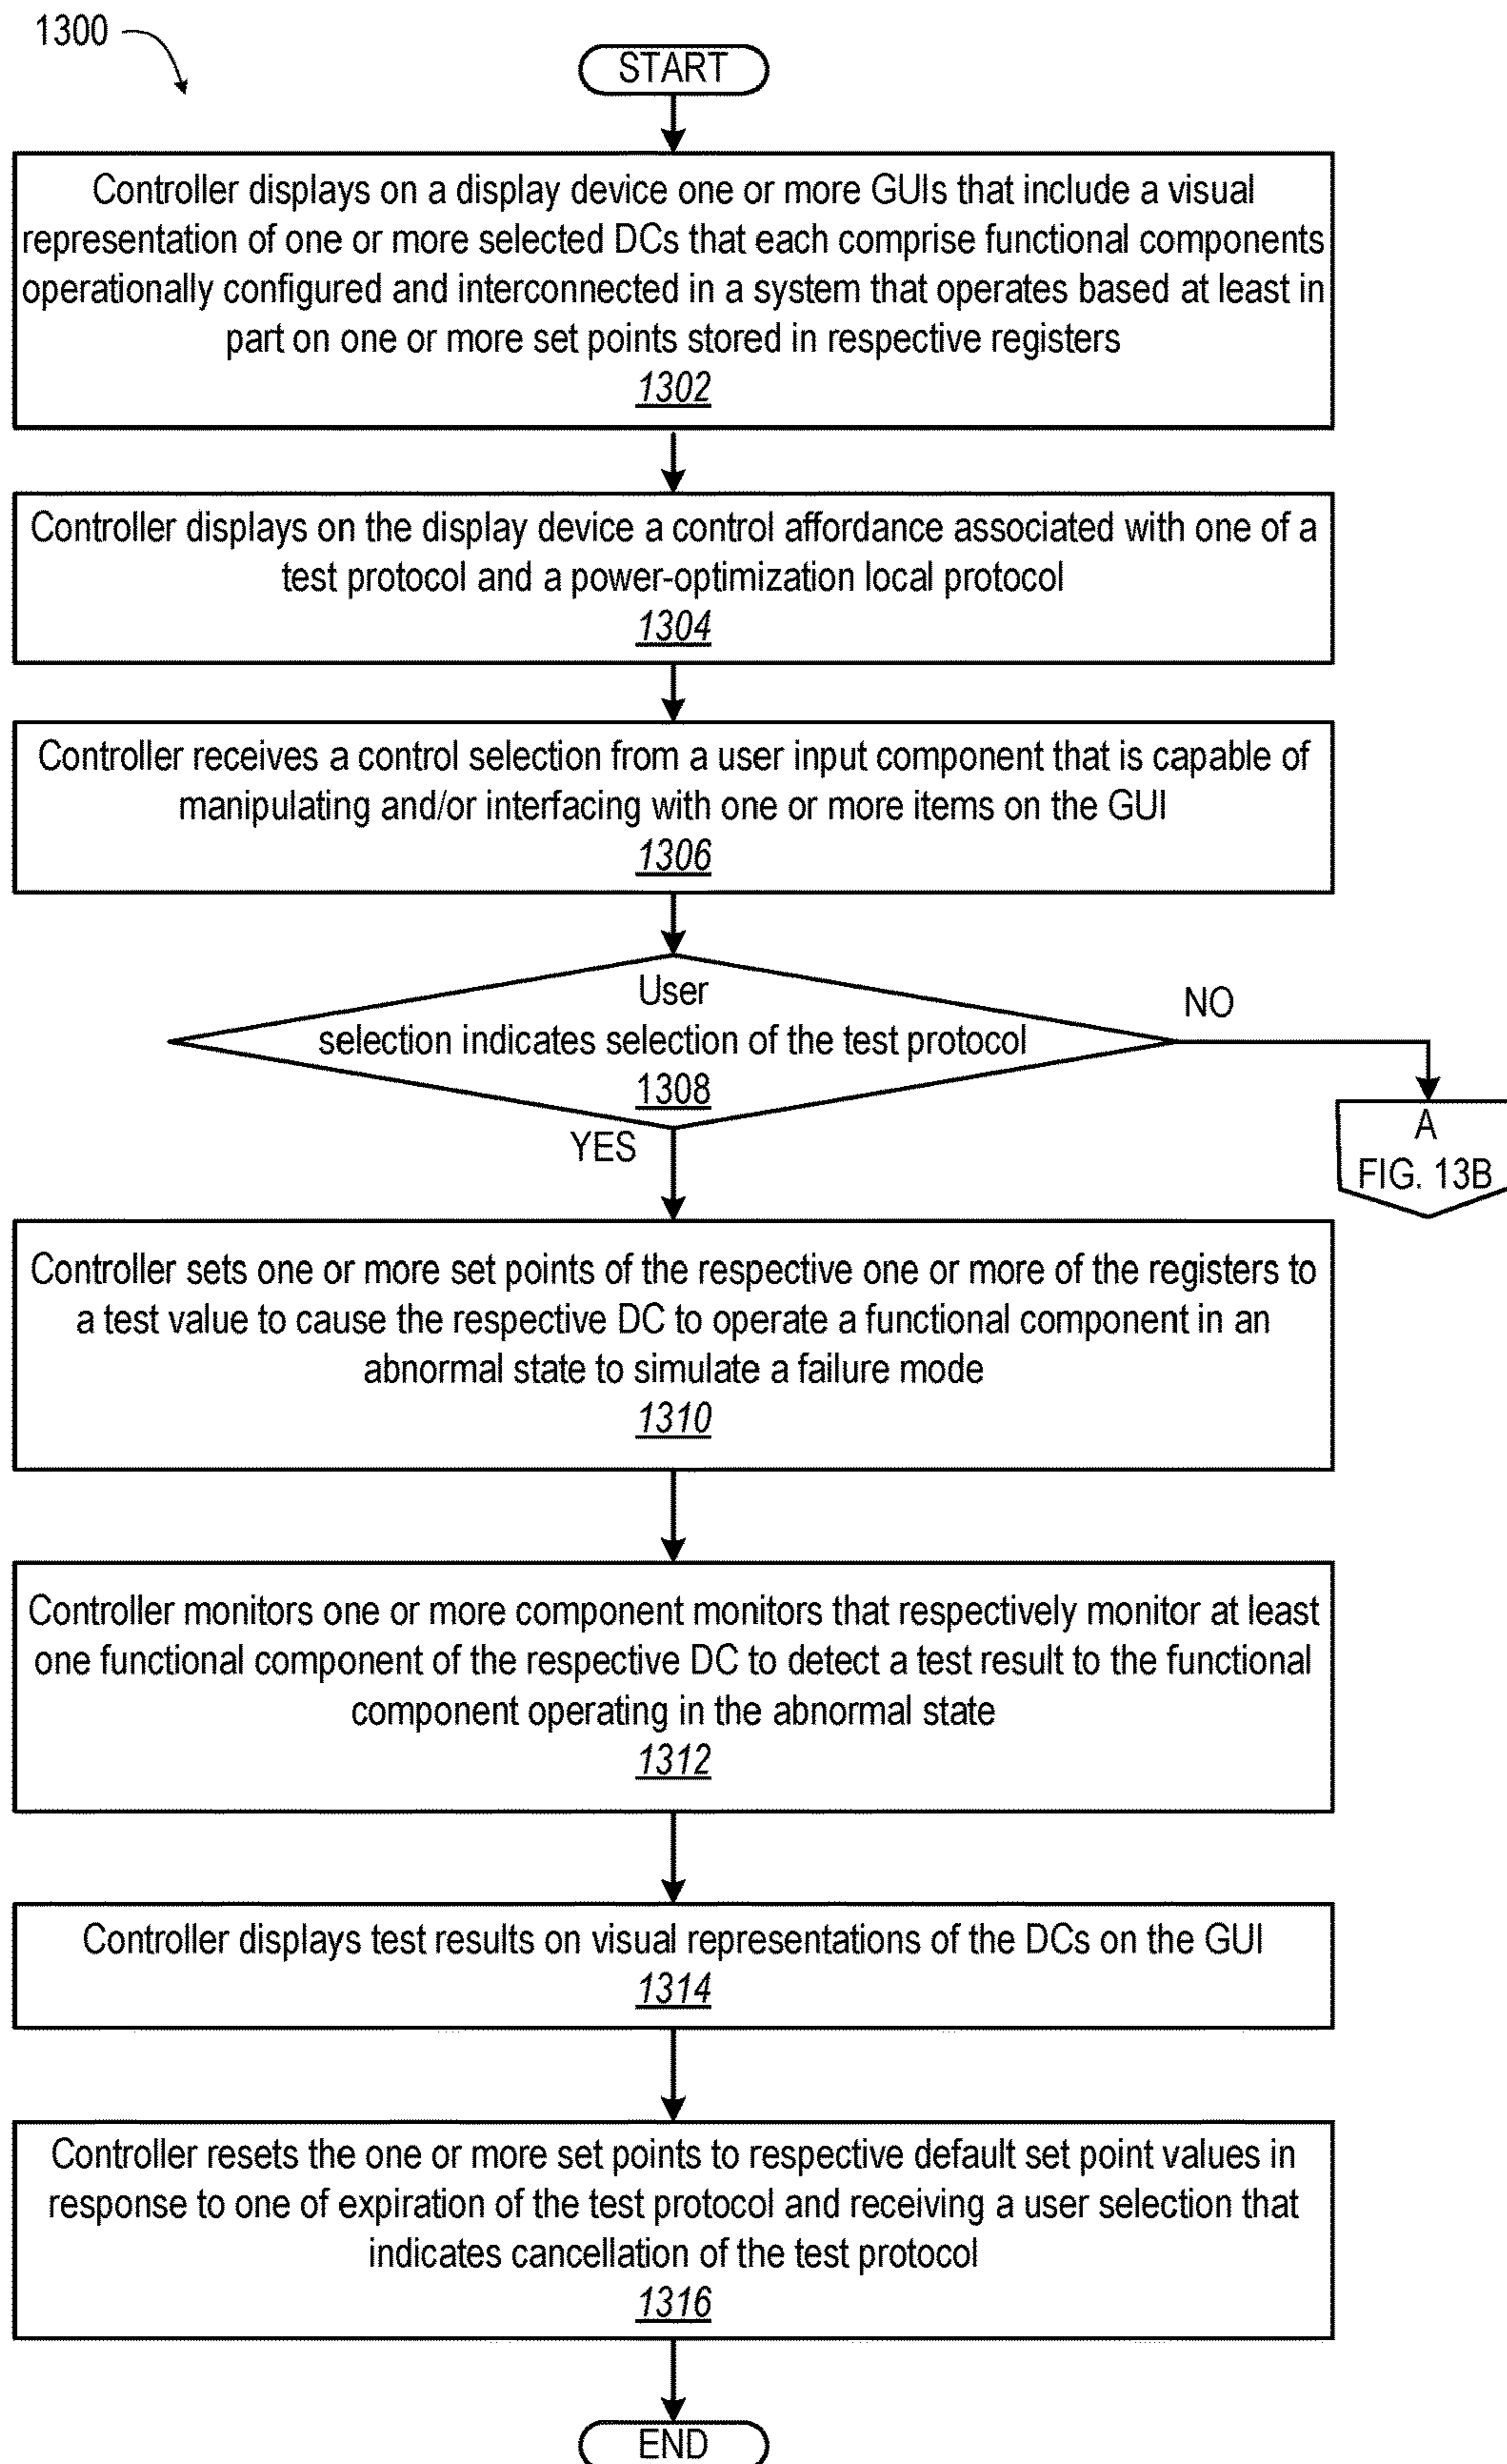 1300
START
Controller displays on a display device one or more GUIs that include a visual
representation of one or more selected DCs that each comprise functional components
operationally configured and interconnected in a system that operates based at least in
part on one or more set points stored in respective registers
1302
Controller displays on the display device a control affordance associated with one of a
test protocol and a power-optimization local protocol
1304
Controller receives a control selection from a user input component that is capable of
manipulating and/or interfacing with one or more items on the GUI
1306
User
selection indicates selection of the test protocol
1308
NO
A
FIG. 13B
YES
Controller sets one or more set points of the respective one or more of the registers to
a test value to cause the respective DC to operate a functional component in an
abnormal state to simulate a failure mode
1310
Controller monitors one or more component monitors that respectively monitor at least
one functional component of the respective DC to detect a test result to the functional
component operating in the abnormal state
1312
Controller displays test results on visual representations of the DCs on the GUI
1314
Controller resets the one or more set points to respective default set point values in
response to one of expiration of the test protocol and receiving a user selection that
indicates cancellation of the test protocol
1316
END